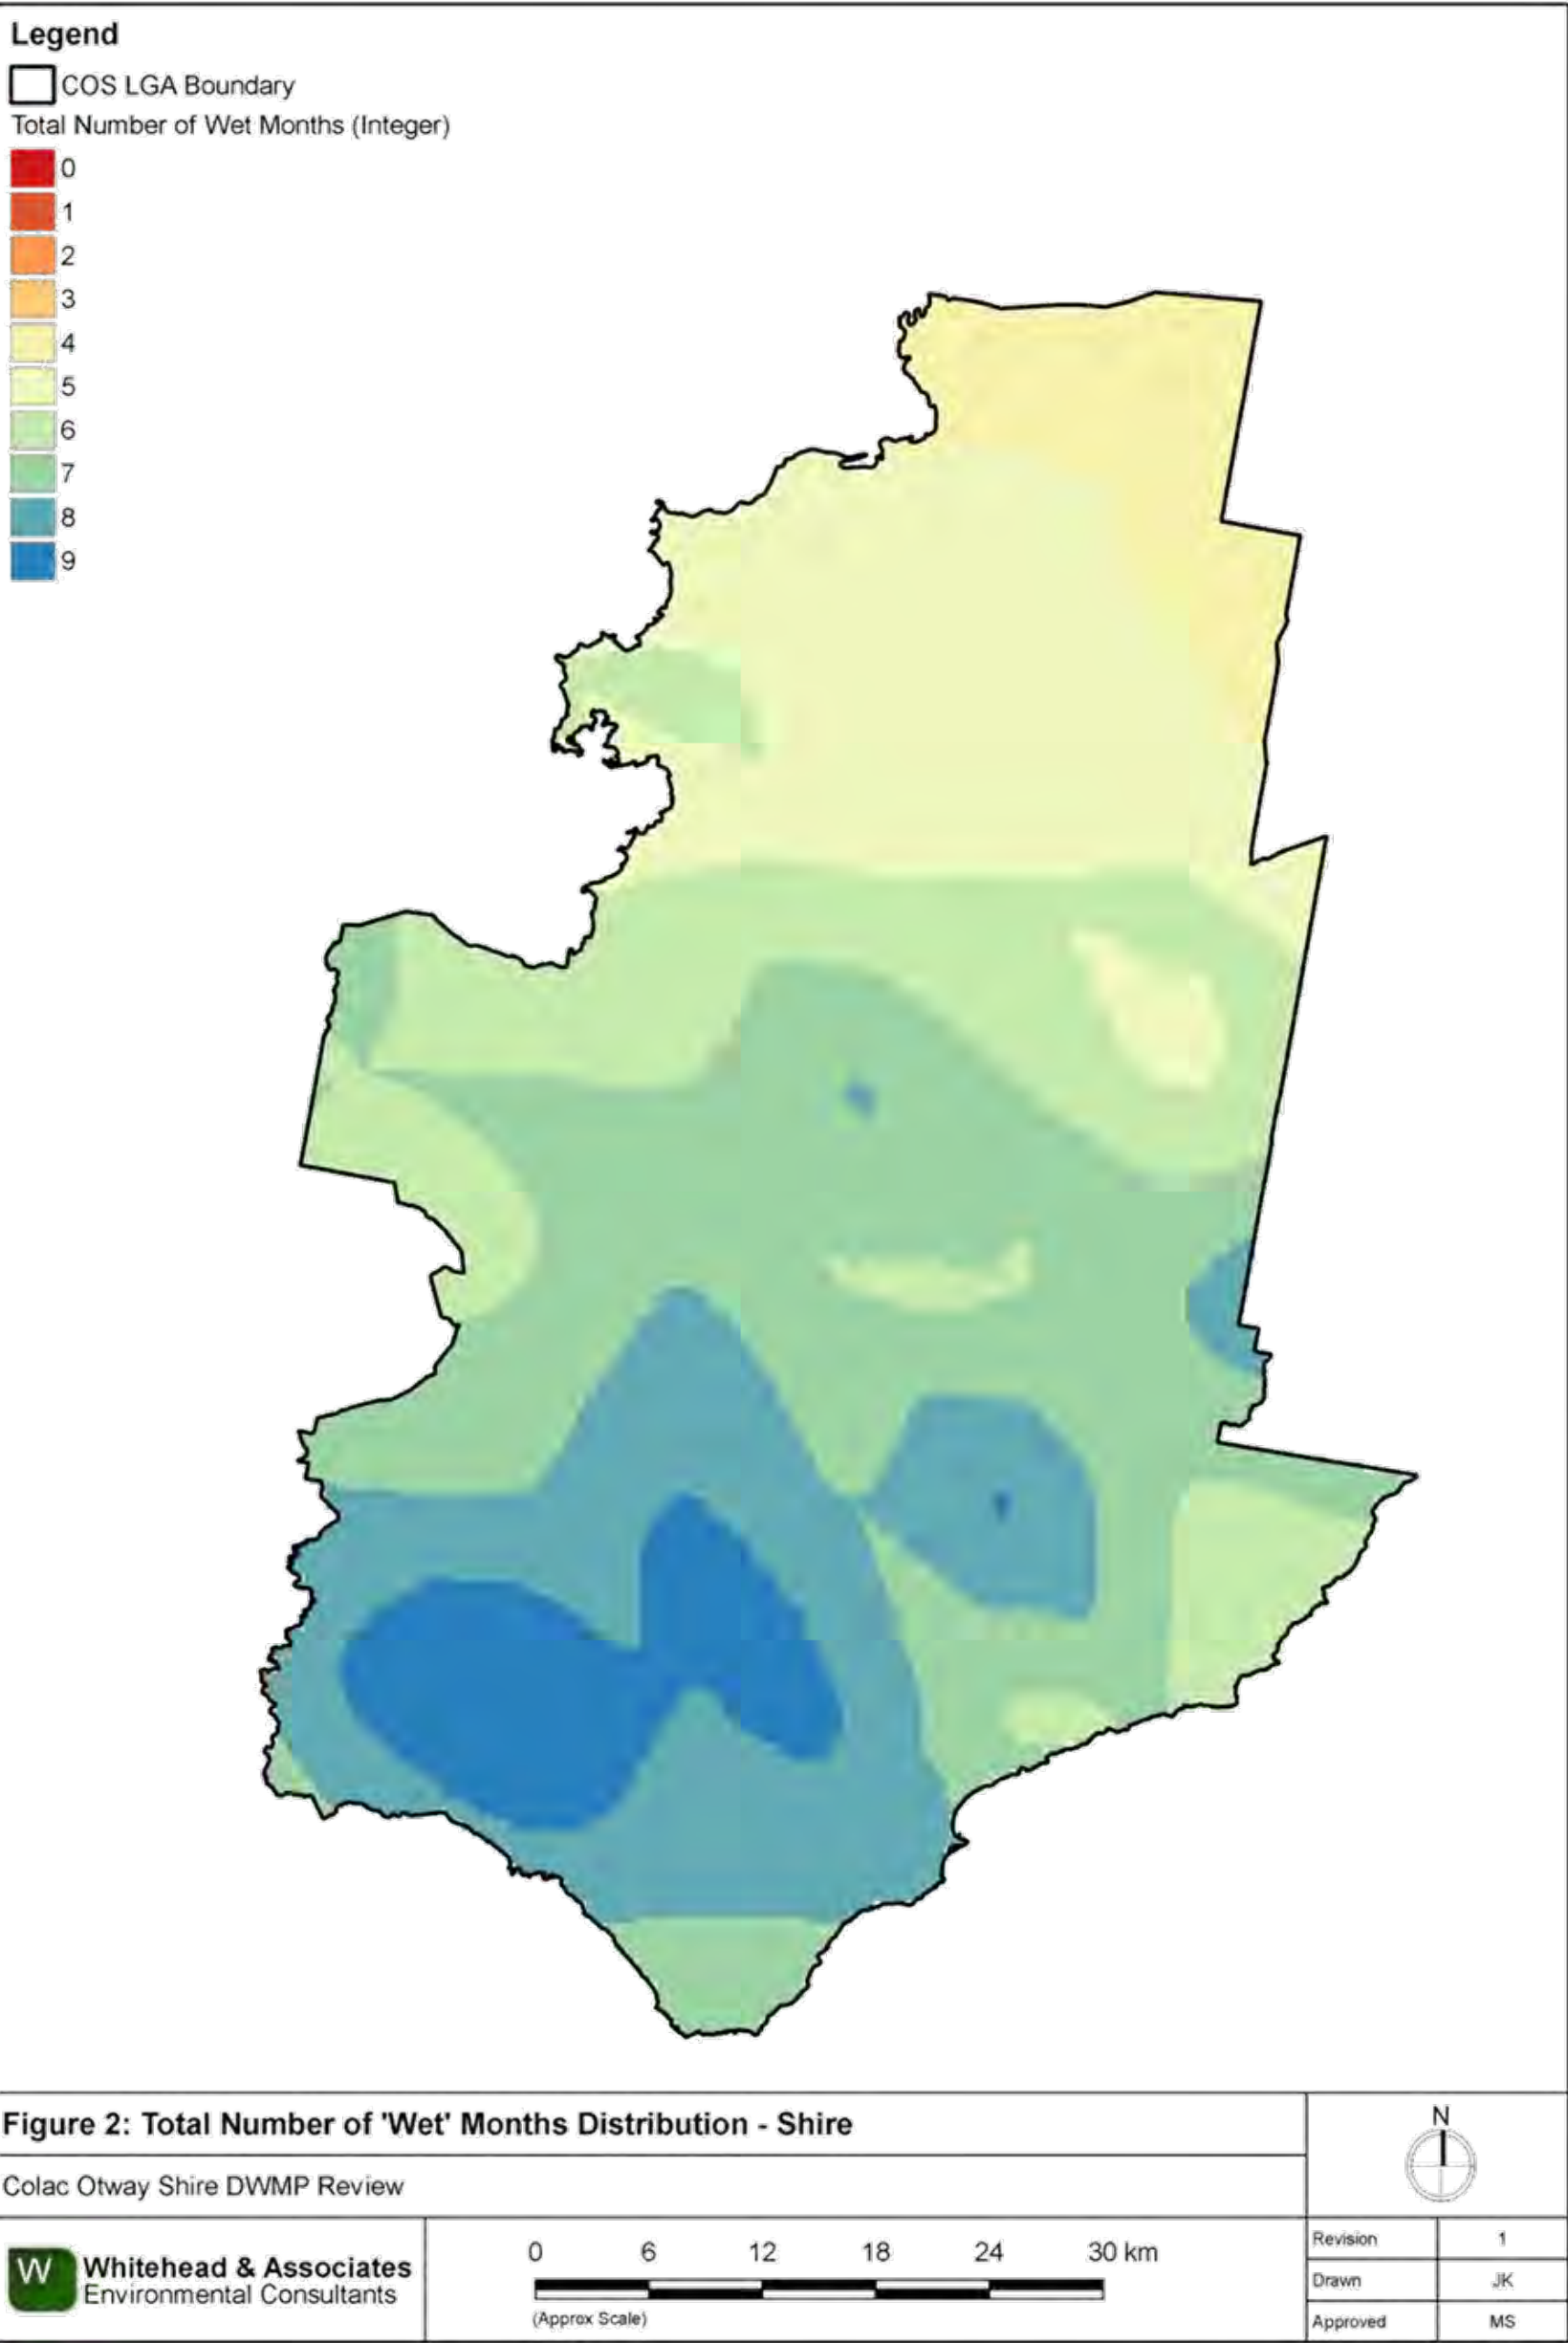 Legend
COS LGA Boundary
Total Number of Wet Months (Integer)
0
1
2
3
4
5
6
7
8
9
Figure 2: Total Number of 'Wet' Months Distribution - Shire
Colac Otway Shire DWMP Review
N
W
Whitehead & Associates
Environmental Consultants
0 6 12 18 24 30 km
(Approx Scale)
Revision 1
Drawn JK
Approved MS